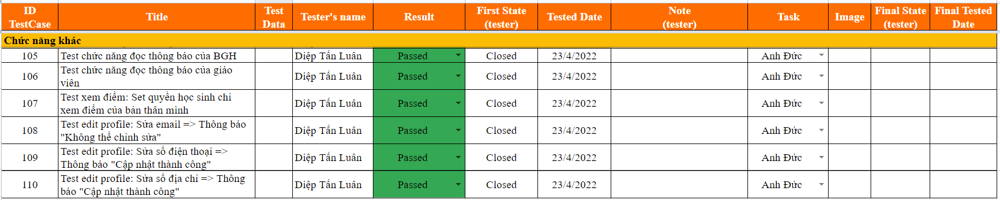 ID TestCase Title Test Data Tester's name Result First State (tester) Tested Date Note (tester) Task Image Final State (tester) Final Tested Date
Chức năng khác
105 Test chức năng đọc thông báo của BGH Diệp Tấn Luân Passed Closed 23/4/2022 Anh Đức
106 Test chức năng đọc thông báo của giáo viên Diệp Tấn Luân Passed Closed 23/4/2022 Anh Đức
107 Test xem điểm: Set quyền học sinh chỉ xem điểm của bản thân mình Diệp Tấn Luân Passed Closed 23/4/2022 Anh Đức
108 Test edit profile: Sửa email => Thông báo "Không thể chỉnh sửa" Diệp Tấn Luân Passed Closed 23/4/2022 Anh Đức
109 Test edit profile: Sửa số điện thoại => Thông báo "Cập nhật thành công" Diệp Tấn Luân Passed Closed 23/4/2022 Anh Đức
110 Test edit profile: Sửa số địa chỉ => Thông báo "Cập nhật thành công" Diệp Tấn Luân Passed Closed 23/4/2022 Anh Đức